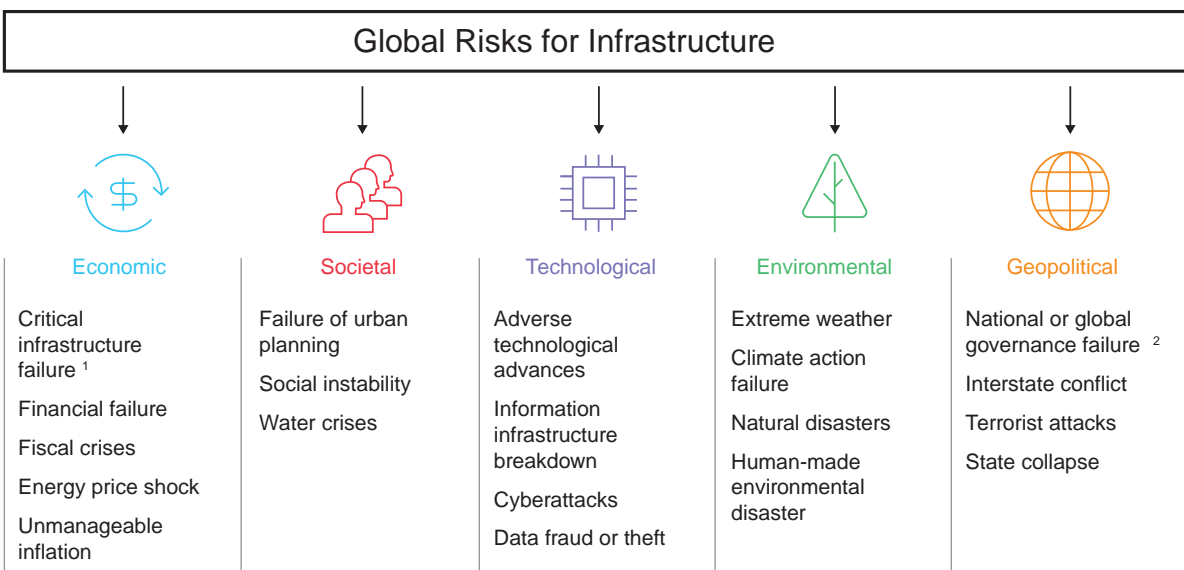 Global Risks for Infrastructure
Economic
Critical
infrastructure
failure 1
Financial failure
Fiscal crises
Energy price shock
Unmanageable
inflation
Societal
Failure of urban
planning
Social instability
Water crises
Technological
Adverse
technological
advances
Information
infrastructure
breakdown
Cyberattacks
Data fraud or theft
Environmental
Extreme weather
Climate action
failure
Natural disasters
Human-made
environmental
disaster
Geopolitical
National or global
governance failure 2
Interstate conflict
Terrorist attacks
State collapse